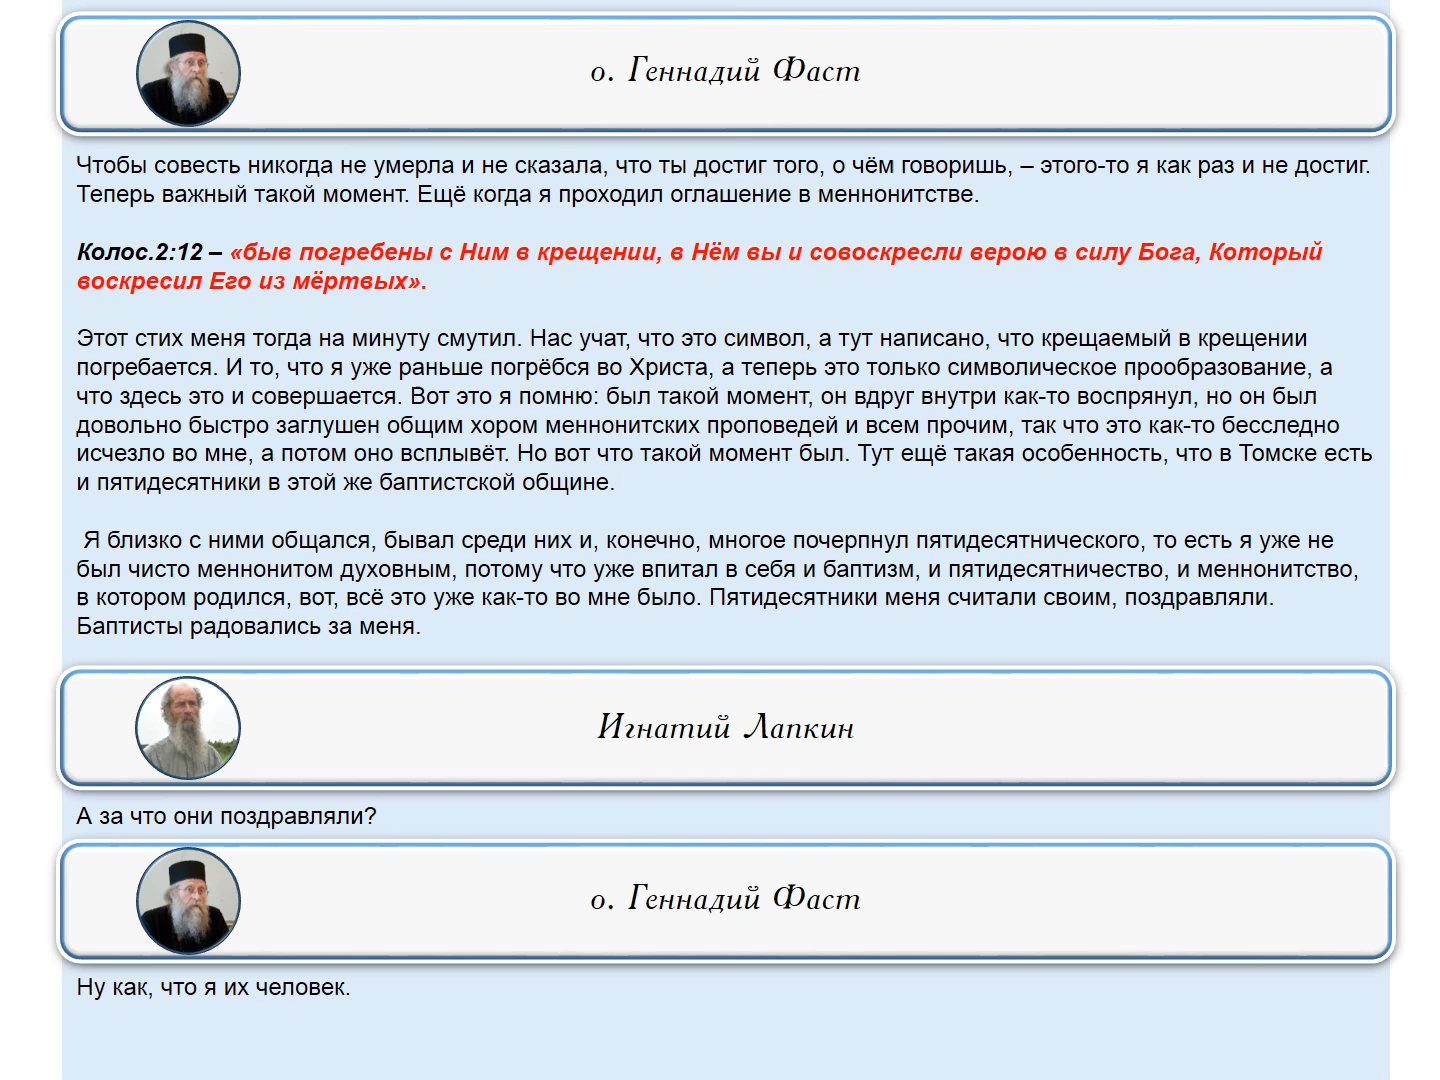 о. Геннадий Фаст
Чтобы совесть никогда не умерла и не сказала, что ты достиг того, о чём говоришь, – этого-то я как раз и не достиг.
Теперь важный такой момент. Ещё когда я проходил оглашение в меннонитстве.
Колос.2:12 – «быв погребены с Ним в крещении, в Нём вы и совоскресли верою в силу Бога, Который
воскресил Его из мёртвых».
Этот стих меня тогда на минуту смутил. Нас учат, что это символ, а тут написано, что крещаемый в крещении
погребается. И то, что я уже раньше погрёбся во Христа, а теперь это только символическое прообразование, а
что здесь это и совершается. Вот это я помню: был такой момент, он вдруг внутри как-то воспрянул, но он был
довольно быстро заглушен общим хором меннонитских проповедей и всем прочим, так что это как-то бесследно
исчезло во мне, а потом оно всплывёт. Но вот что такой момент был. Тут ещё такая особенность, что в Томске есть
и пятидесятники в этой же баптистской общине.
Я близко с ними общался, бывал среди них и, конечно, многое почерпнул пятидесятнического, то есть я уже не
был чисто меннонитом духовным, потому что уже впитал в себя и баптизм, и пятидесятничество, и меннонитство,
в котором родился, вот, всё это уже как-то во мне было. Пятидесятники меня считали своим, поздравляли.
Баптисты радовались за меня.
Игнатий Лапкин
А за что они поздравляли?
о. Геннадий Фаст
Ну как, что я их человек.